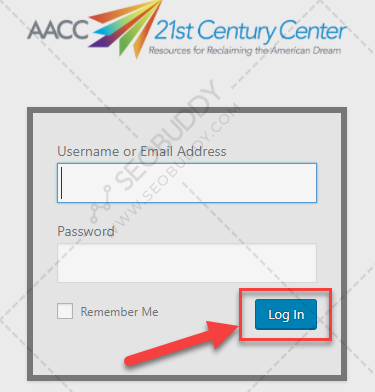 AACC 21st Century Center
Resources for Reclaiming the American Dream
SEOBUDDY
WWW.SEOBUDDY.COM
Username or Email Address
Password
Remember Me
Log In